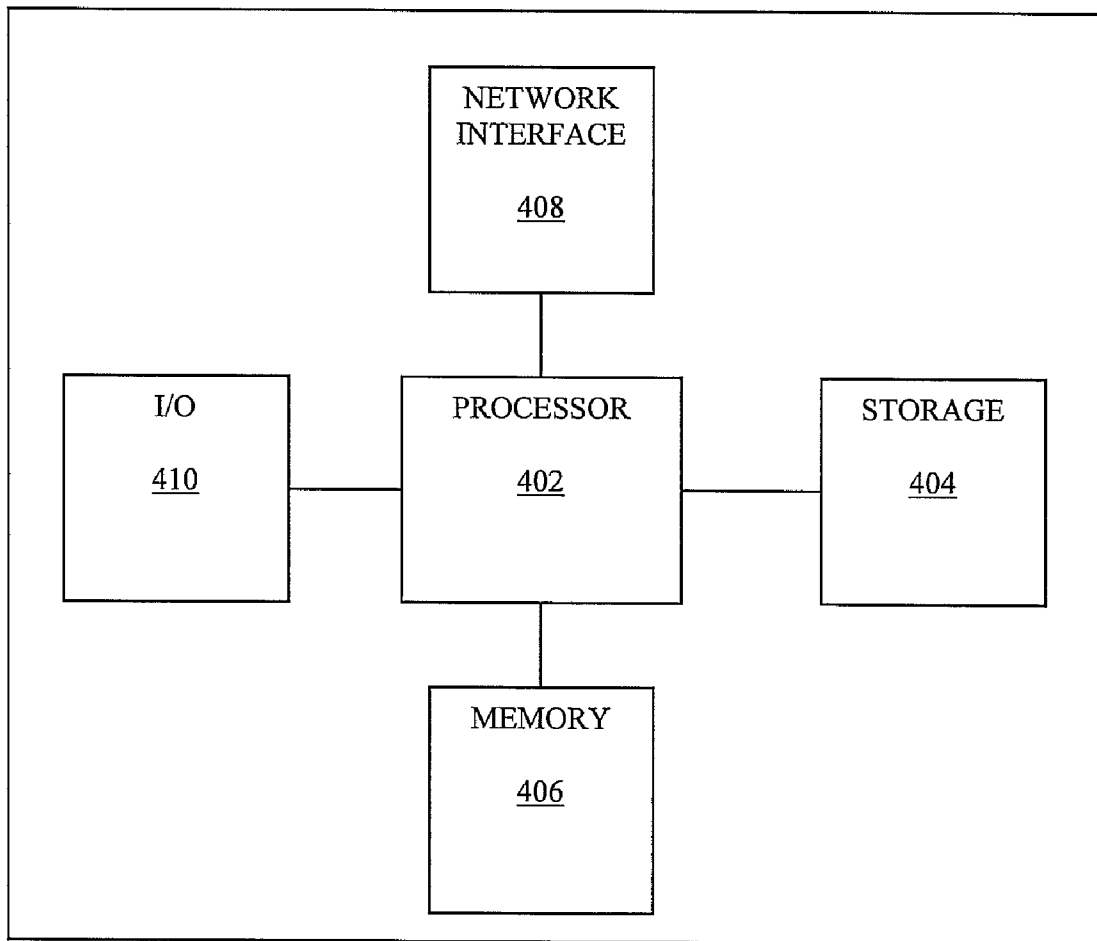 NETWORK
INTERFACE
408
I/O
410
PROCESSOR
402
STORAGE
404
MEMORY
406